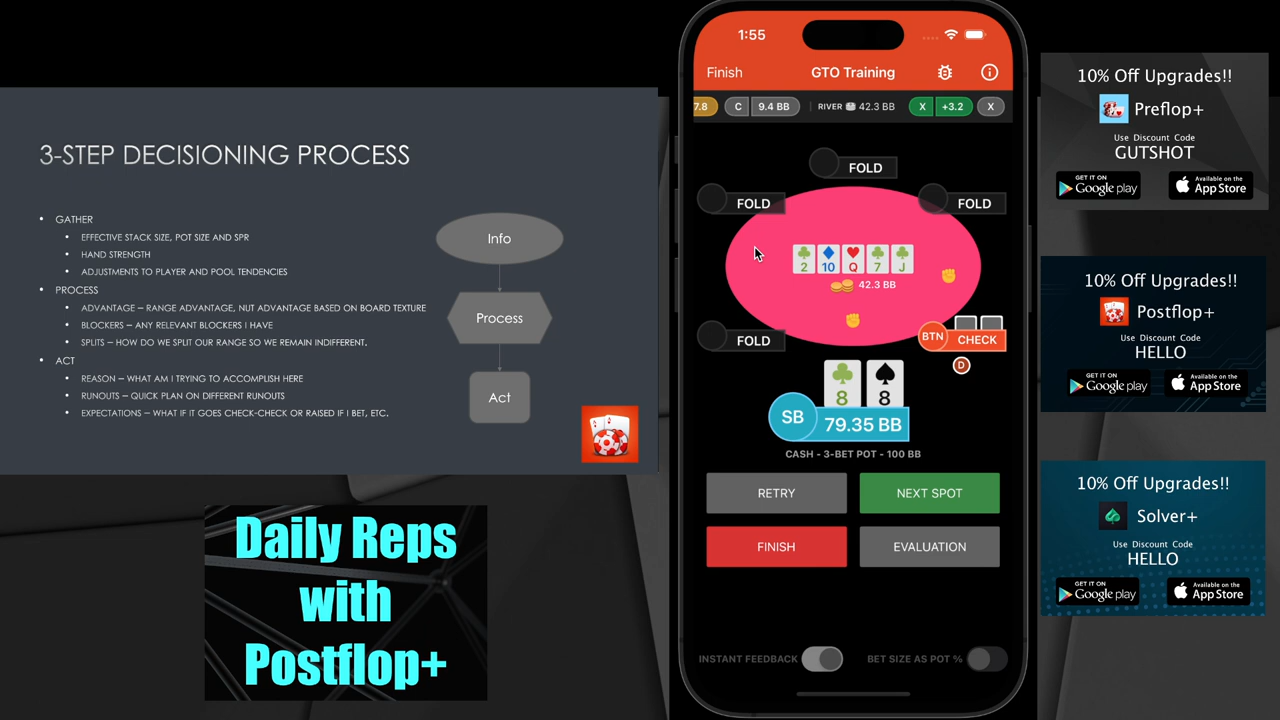 3-STEP DECISIONING PROCESS
• GATHER
• EFFECTIVE STACK SIZE, POT SIZE AND SPR
• HAND STRENGTH
• ADJUSTMENTS TO PLAYER AND POOL TENDENCIES
• PROCESS
• ADVANTAGE – RANGE ADVANTAGE, NUT ADVANTAGE BASED ON BOARD TEXTURE
• BLOCKERS – ANY RELEVANT BLOCKERS I HAVE
• SPLITS – HOW DO WE SPLIT OUR RANGE SO WE REMAIN INDIFFERENT.
• ACT
• REASON – WHAT AM I TRYING TO ACCOMPLISH HERE
• RUNOUTS – QUICK PLAN ON DIFFERENT RUNOUTS
• EXPECTATIONS – WHAT IF IT GOES CHECK-CHECK OR RAISED IF I BET, ETC.
Info
Process
Act
Daily Reps
with
Postflop+
1:55
Finish GTO Training
7.8 C 9.4 BB RIVER 42.3 BB X +3.2 X
FOLD
FOLD FOLD
2 10 Q 7 J
42.3 BB
FOLD BTN CHECK
D
8 8
SB 79.35 BB
CASH - 3-BET POT - 100 BB
RETRY NEXT SPOT
FINISH EVALUATION
INSTANT FEEDBACK BET SIZE AS POT %
10% Off Upgrades!!
Preflop+
Use Discount Code
GUTSHOT
GET IT ON Google play Available on the App Store
10% Off Upgrades!!
Postflop+
Use Discount Code
HELLO
GET IT ON Google play Available on the App Store
10% Off Upgrades!!
Solver+
Use Discount Code
HELLO
GET IT ON Google play Available on the App Store